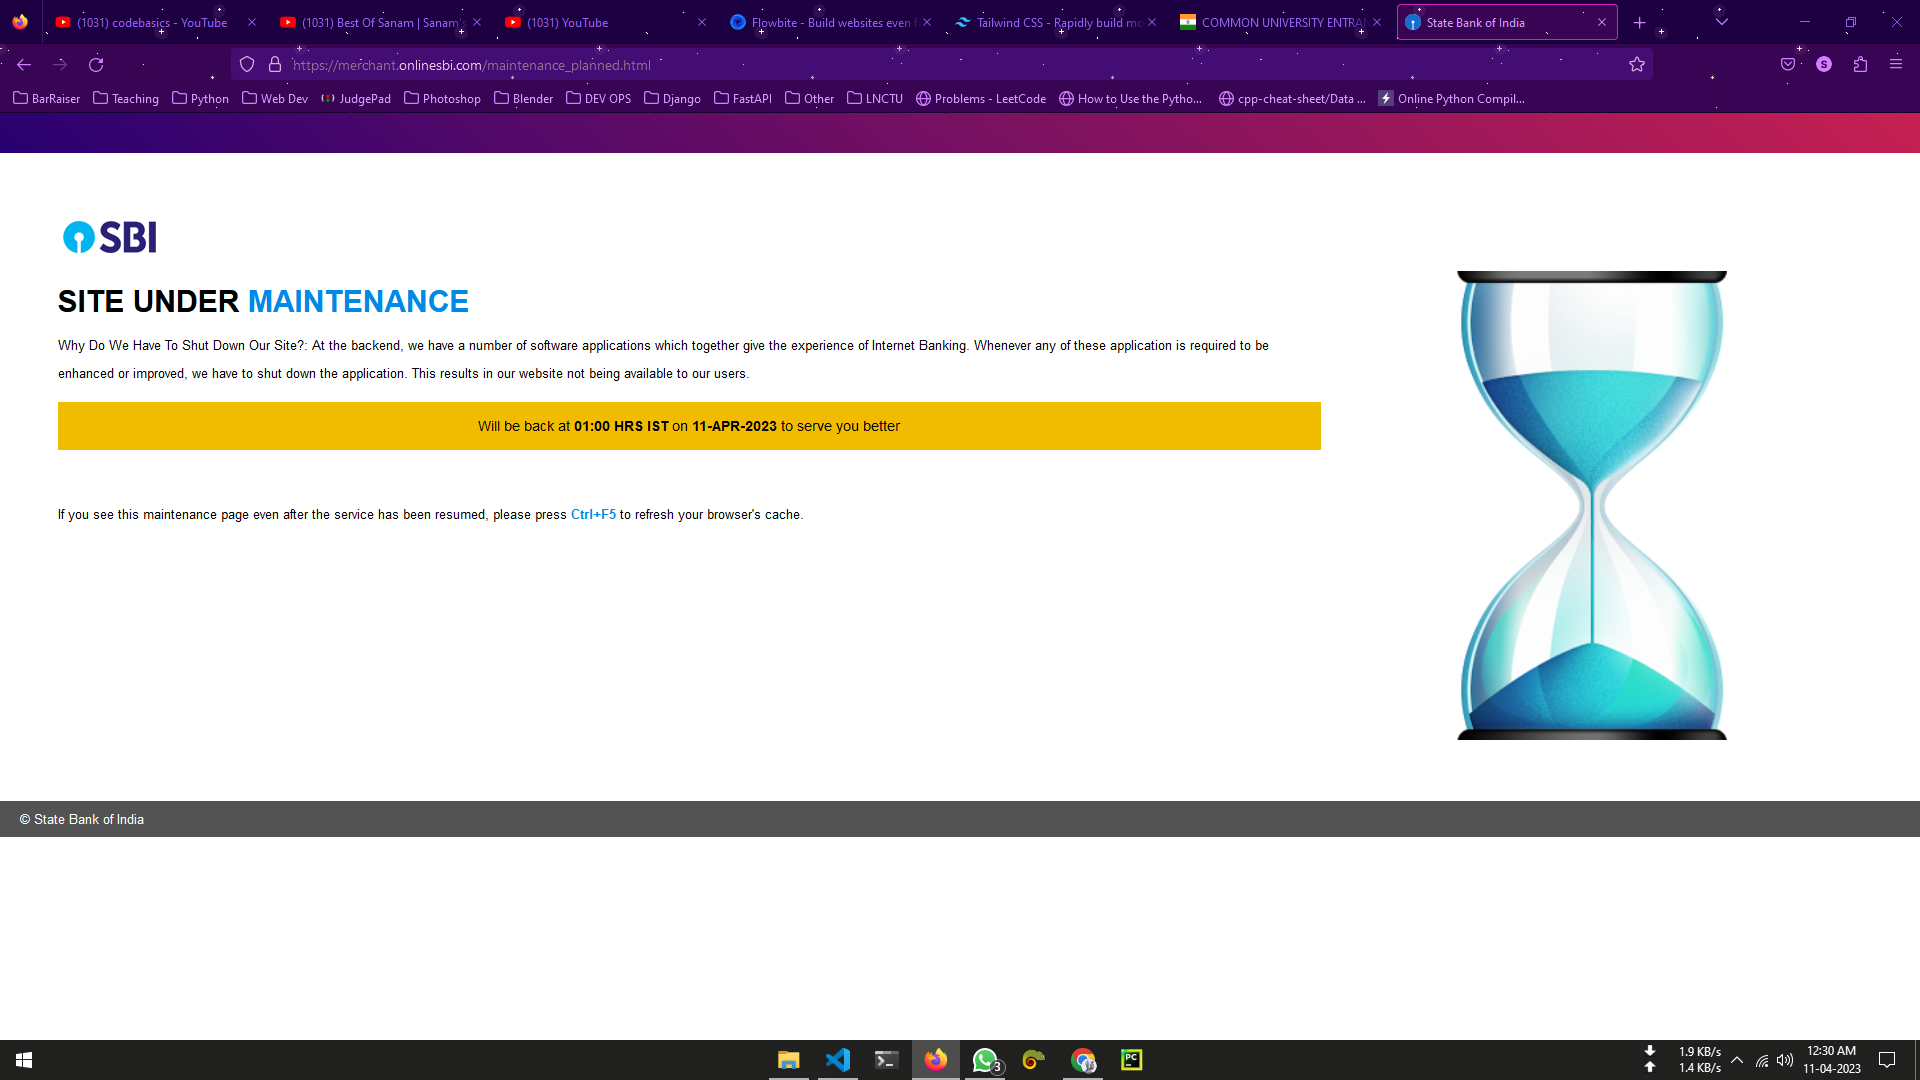 (1031) codebasics - YouTube
(1031) Best Of Sanam | Sanam's
(1031) YouTube
Flowbite - Build websites even f
Tailwind CSS - Rapidly build mo
COMMON UNIVERSITY ENTRAN
State Bank of India
https://merchant.onlinesbi.com/maintenance_planned.html
S
BarRaiser
Teaching
Python
Web Dev
JudgePad
Photoshop
Blender
DEV OPS
Django
FastAPI
Other
LNCTU
Problems - LeetCode
How to Use the Pytho...
cpp-cheat-sheet/Data ...
Online Python Compil...
SBI
SITE UNDER MAINTENANCE
Why Do We Have To Shut Down Our Site?: At the backend, we have a number of software applications which together give the experience of Internet Banking. Whenever any of these application is required to be
enhanced or improved, we have to shut down the application. This results in our website not being available to our users.
Will be back at 01:00 HRS IST on 11-APR-2023 to serve you better
If you see this maintenance page even after the service has been resumed, please press Ctrl+F5 to refresh your browser's cache.
© State Bank of India
3
PC
1.9 KB/s
1.4 KB/s
12:30 AM
11-04-2023